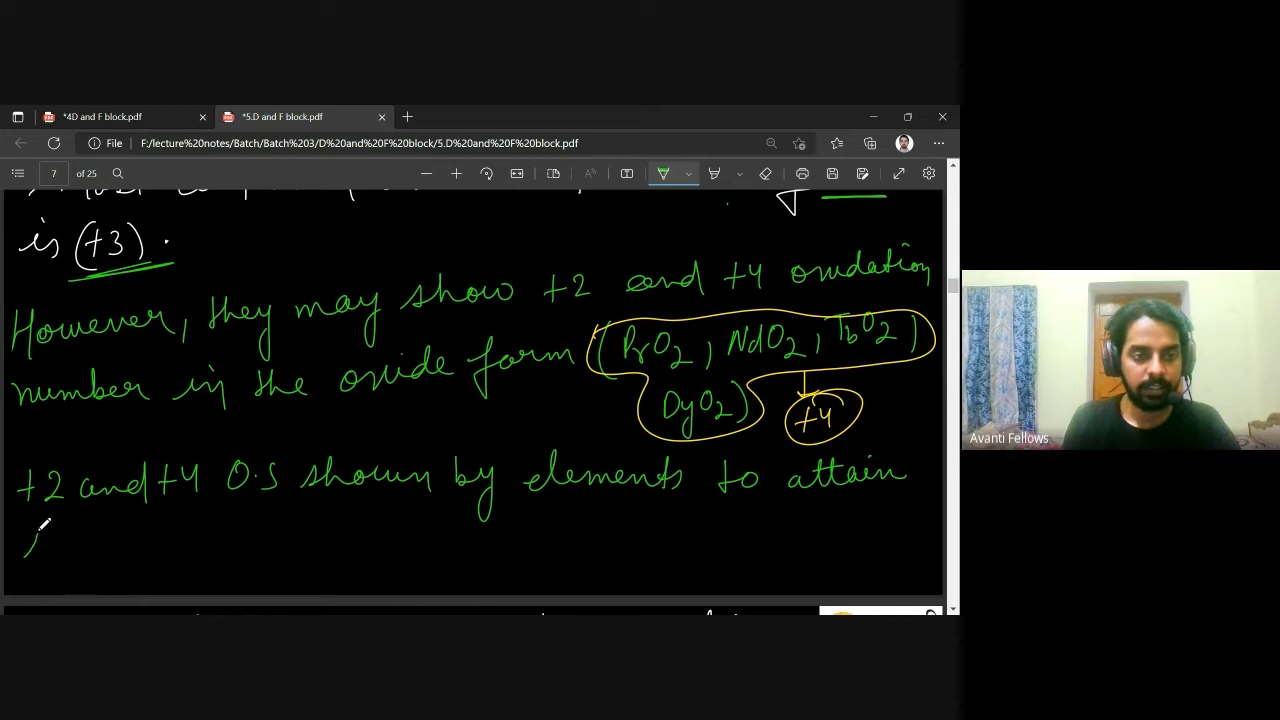 *4D and F block.pdf
*5.D and F block.pdf
File
F:/lecture%20notes/Batch/Batch%203/D%20and%20F%20block/5.D%20and%20F%20block.pdf
7 of 25
is (+3).
However, they may show +2 and +4 oxidation
number in the oxide form (PrO2, NdO2, TbO2
DyO2)
+4
+2 and +4 O.S shown by elements to attain
Avanti Fellows